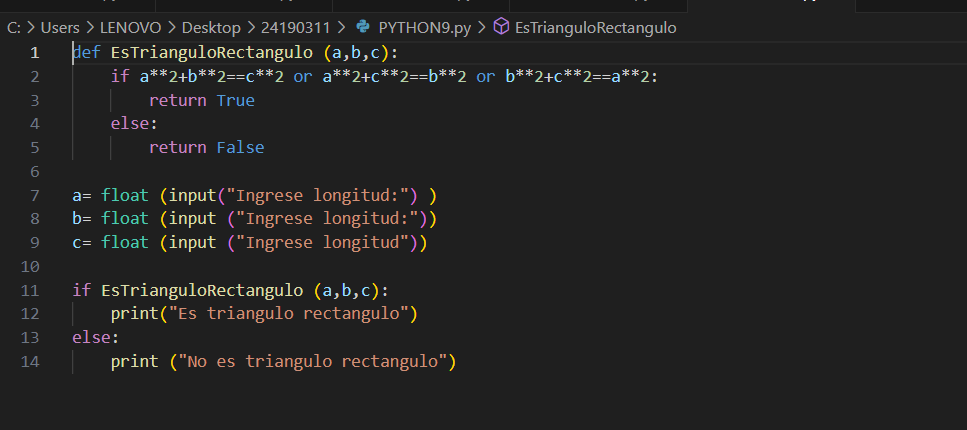 C: > Users > LENOVO > Desktop > 24190311 > PYTHON9.py > EsTrianguloRectangulo
1 def EsTrianguloRectangulo (a,b,c):
2     if a**2+b**2==c**2 or a**2+c**2==b**2 or b**2+c**2==a**2:
3         return True
4     else:
5         return False
6
7 a= float (input("Ingrese longitud:") )
8 b= float (input ("Ingrese longitud:"))
9 c= float (input ("Ingrese longitud"))
10
11 if EsTrianguloRectangulo (a,b,c):
12     print("Es triangulo rectangulo")
13 else:
14     print ("No es triangulo rectangulo")